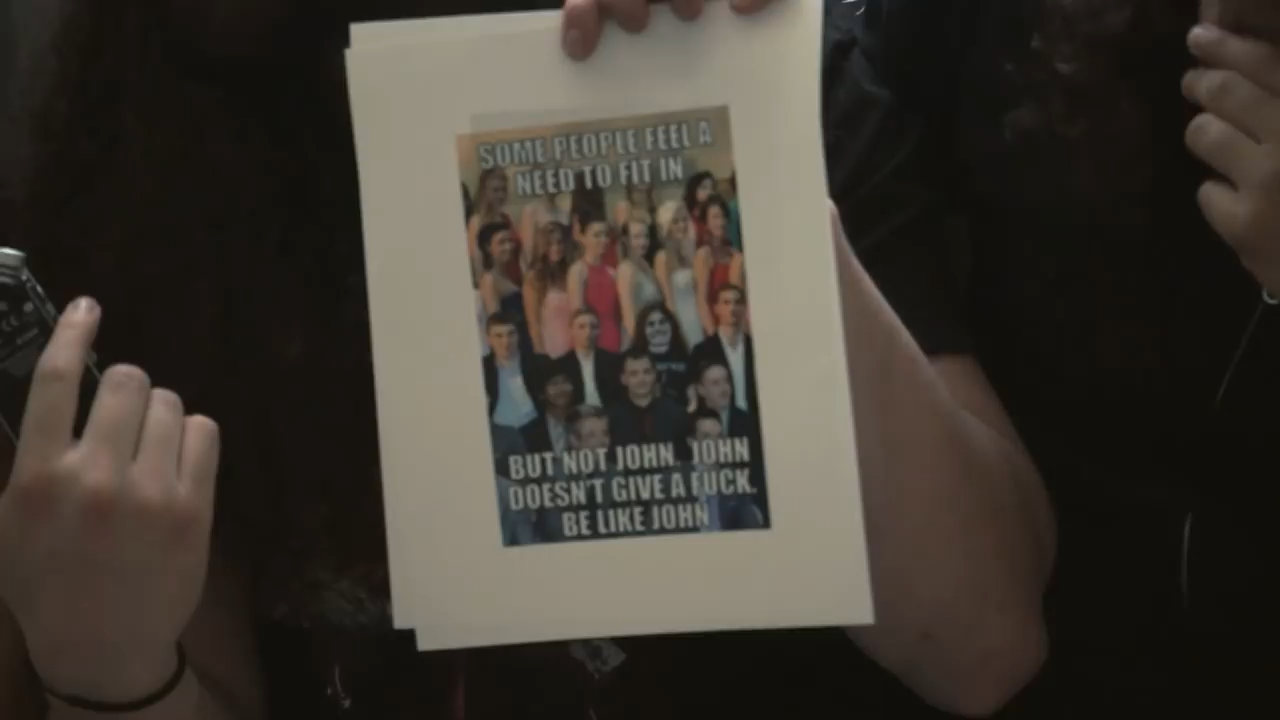 SOME PEOPLE FEEL A
NEED TO FIT IN
BUT NOT JOHN. JOHN
DOESN'T GIVE A FUCK.
BE LIKE JOHN